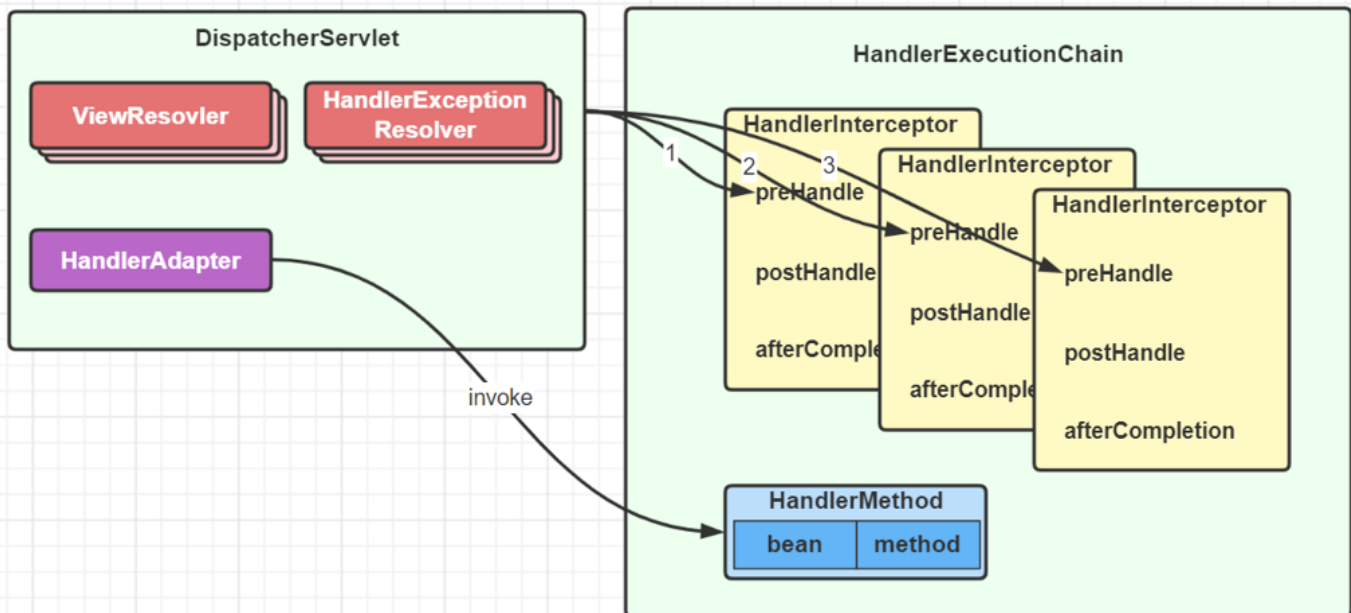 DispatcherServlet
ViewResovler
HandlerException
Resolver
HandlerAdapter
invoke
HandlerExecutionChain
1
2
3
HandlerInterceptor
preHandle
postHandle
afterComple
HandlerInterceptor
preHandle
postHandle
afterComple
HandlerInterceptor
preHandle
postHandle
afterCompletion
HandlerMethod
bean
method